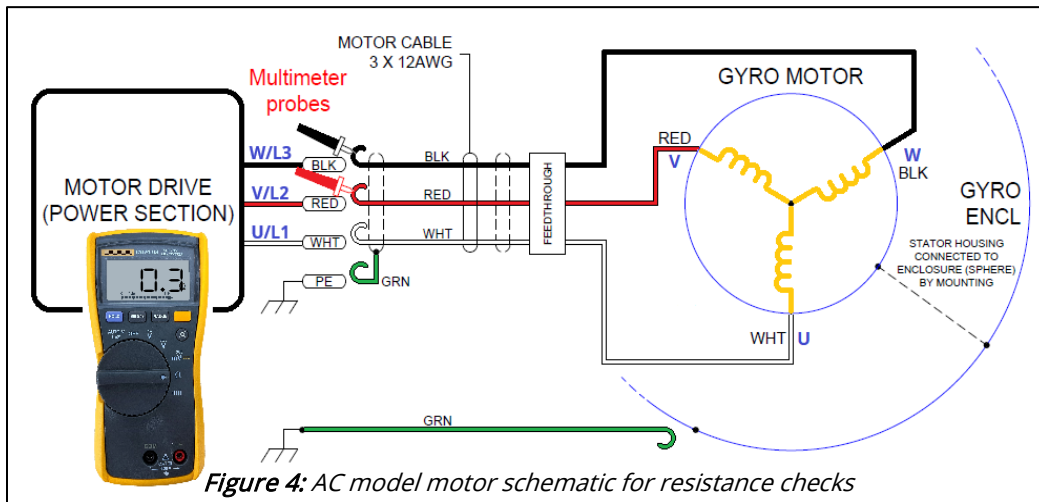 MOTOR CABLE
3 X 12AWG
GYRO MOTOR
Multimeter
probes
RED
V
W
BLK
W/L3
BLK
BLK
MOTOR DRIVE
(POWER SECTION)
V/L2
RED
RED
FEEDTHROUGH
GYRO
ENCL
U/L1
WHT
WHT
STATOR HOUSING
CONNECTED TO
ENCLOSURE (SPHERE)
BY MOUNTING
PE
GRN
0.3
WHT
U
GRN
Figure 4: AC model motor schematic for resistance checks